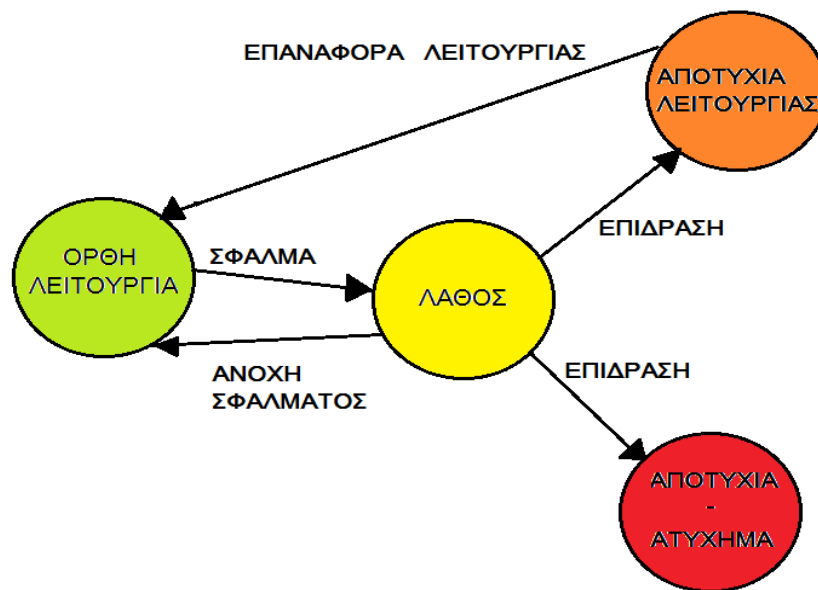 ΕΠΑΝΑΦΟΡΑ ΛΕΙΤΟΥΡΓΙΑΣ
ΑΠΟΤΥΧΙΑ
ΛΕΙΤΟΥΡΓΙΑΣ
ΕΠΙΔΡΑΣΗ
ΟΡΘΗ
ΛΕΙΤΟΥΡΓΙΑ
ΣΦΑΛΜΑ
ΛΑΘΟΣ
ΑΝΟΧΗ
ΣΦΑΛΜΑΤΟΣ
ΕΠΙΔΡΑΣΗ
ΑΠΟΤΥΧΙΑ
-
ΑΤΥΧΗΜΑ